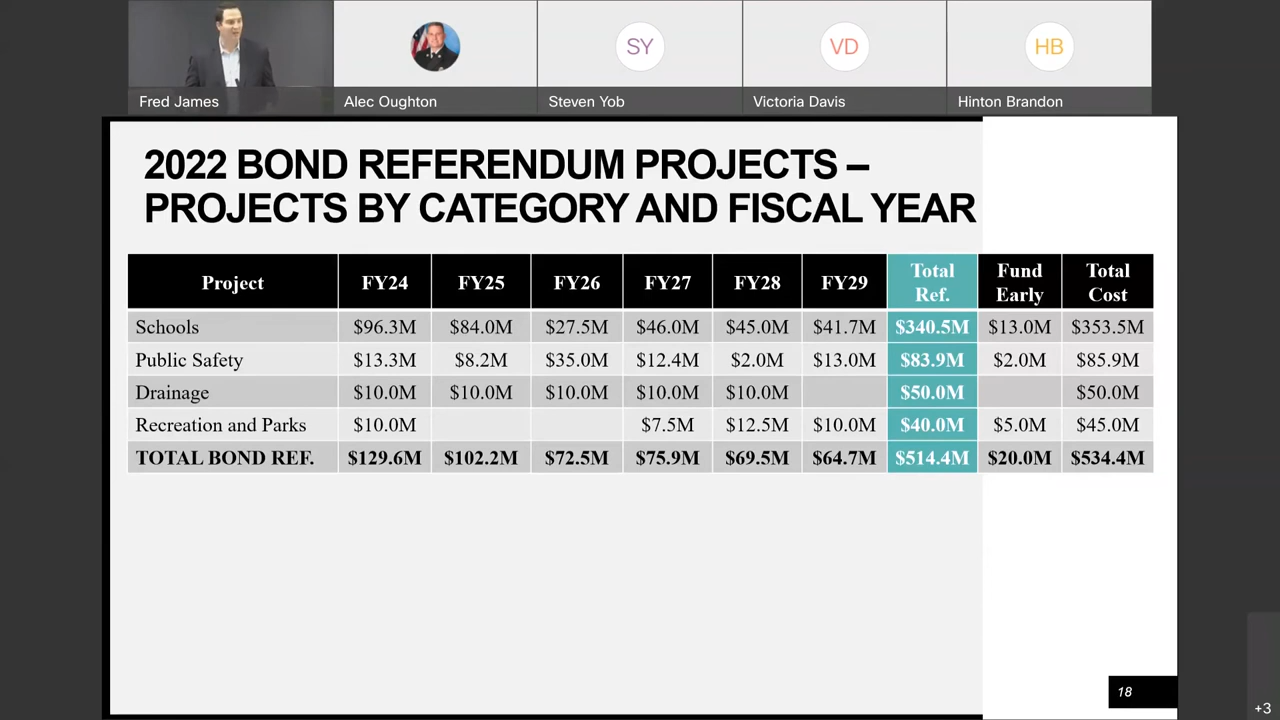 SY
VD
HB
Fred James
Alec Oughton
Steven Yob
Victoria Davis
Hinton Brandon
2022 BOND REFERENDUM PROJECTS –
PROJECTS BY CATEGORY AND FISCAL YEAR
Project FY24 FY25 FY26 FY27 FY28 FY29 Total Ref. Fund Early Total Cost
Schools $96.3M $84.0M $27.5M $46.0M $45.0M $41.7M $340.5M $13.0M $353.5M
Public Safety $13.3M $8.2M $35.0M $12.4M $2.0M $13.0M $83.9M $2.0M $85.9M
Drainage $10.0M $10.0M $10.0M $10.0M $10.0M $50.0M $50.0M
Recreation and Parks $10.0M $7.5M $12.5M $10.0M $40.0M $5.0M $45.0M
TOTAL BOND REF. $129.6M $102.2M $72.5M $75.9M $69.5M $64.7M $514.4M $20.0M $534.4M
18
+3